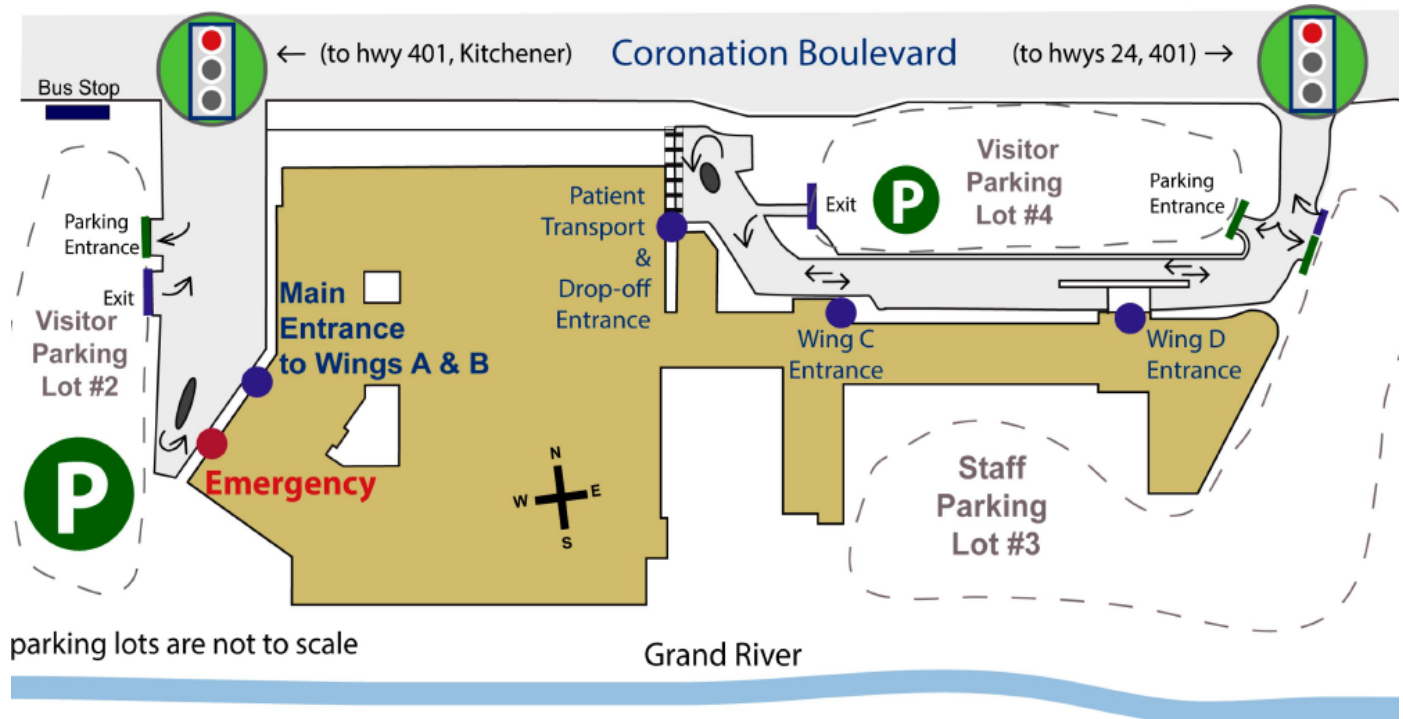 ← (to hwy 401, Kitchener)
Coronation Boulevard
(to hwys 24, 401) →
Bus Stop
Parking
Entrance
Exit
Visitor
Parking
Lot #2
P
Main
Entrance
to Wings A & B
Emergency
Patient
Transport
&
Drop-off
Entrance
Exit
P
Visitor
Parking
Lot #4
Parking
Entrance
Wing C
Entrance
Wing D
Entrance
N
W
E
S
Staff
Parking
Lot #3
parking lots are not to scale
Grand River